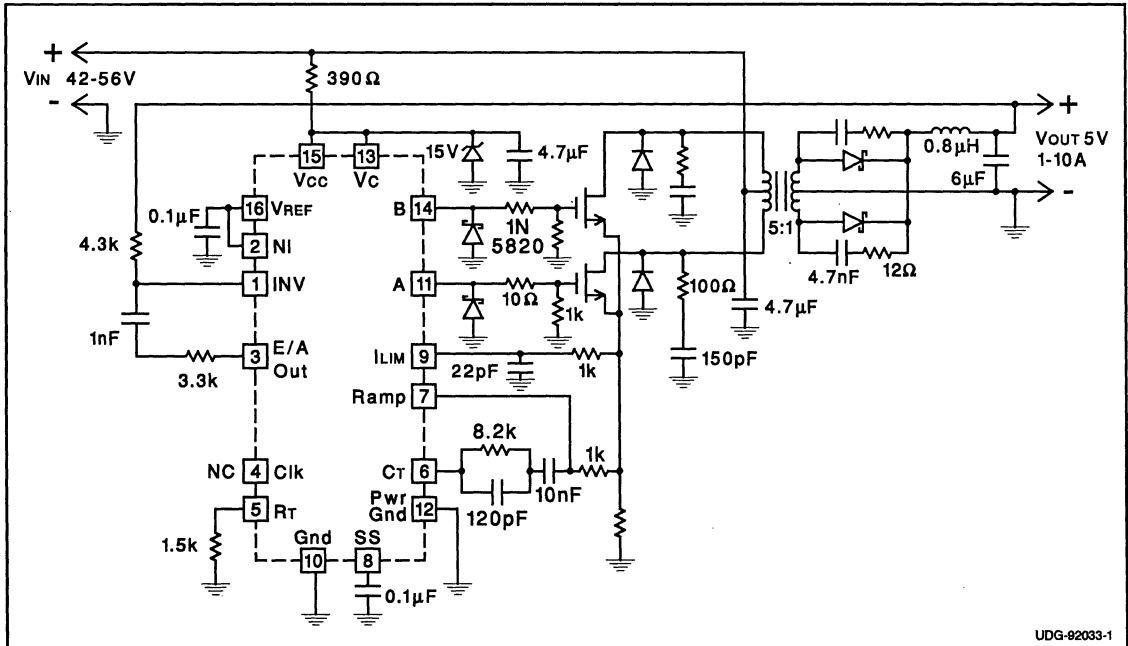 +
VIN 42-56V
-
390Ω
+
VOUT 5V
1-10A
-
0.8µH
6µF
15V
4.7µF
15
VCC
13
VC
0.1µF
16
VREF
B
14
1N
5820
5:1
2
NI
4.3k
4.7nF
12Ω
1
INV
A
11
10Ω
1k
100Ω
4.7µF
1nF
3
E/A
Out
3.3k
ILIM
9
22pF
1k
150pF
Ramp
7
8.2k
NC
4
Clk
CT
6
10nF
1k
120pF
5
RT
Pwr
Gnd
12
1.5k
Gnd
10
SS
8
0.1µF
UDG-92033-1